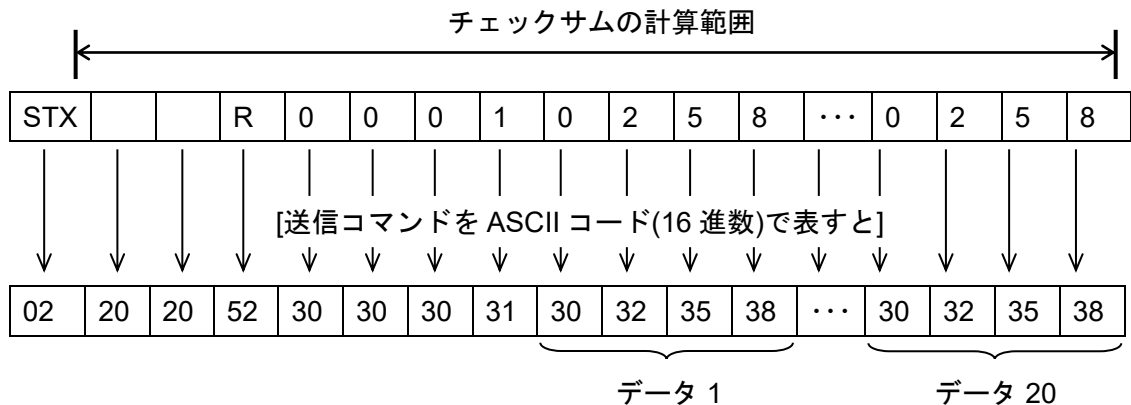 チェックサムの計算範囲
STX R 0 0 0 1 0 2 5 8 ・・・ 0 2 5 8
[送信コマンドを ASCII コード(16 進数)で表すと]
02 20 20 52 30 30 30 31 30 32 35 38 ・・・ 30 32 35 38
データ 1 データ 20